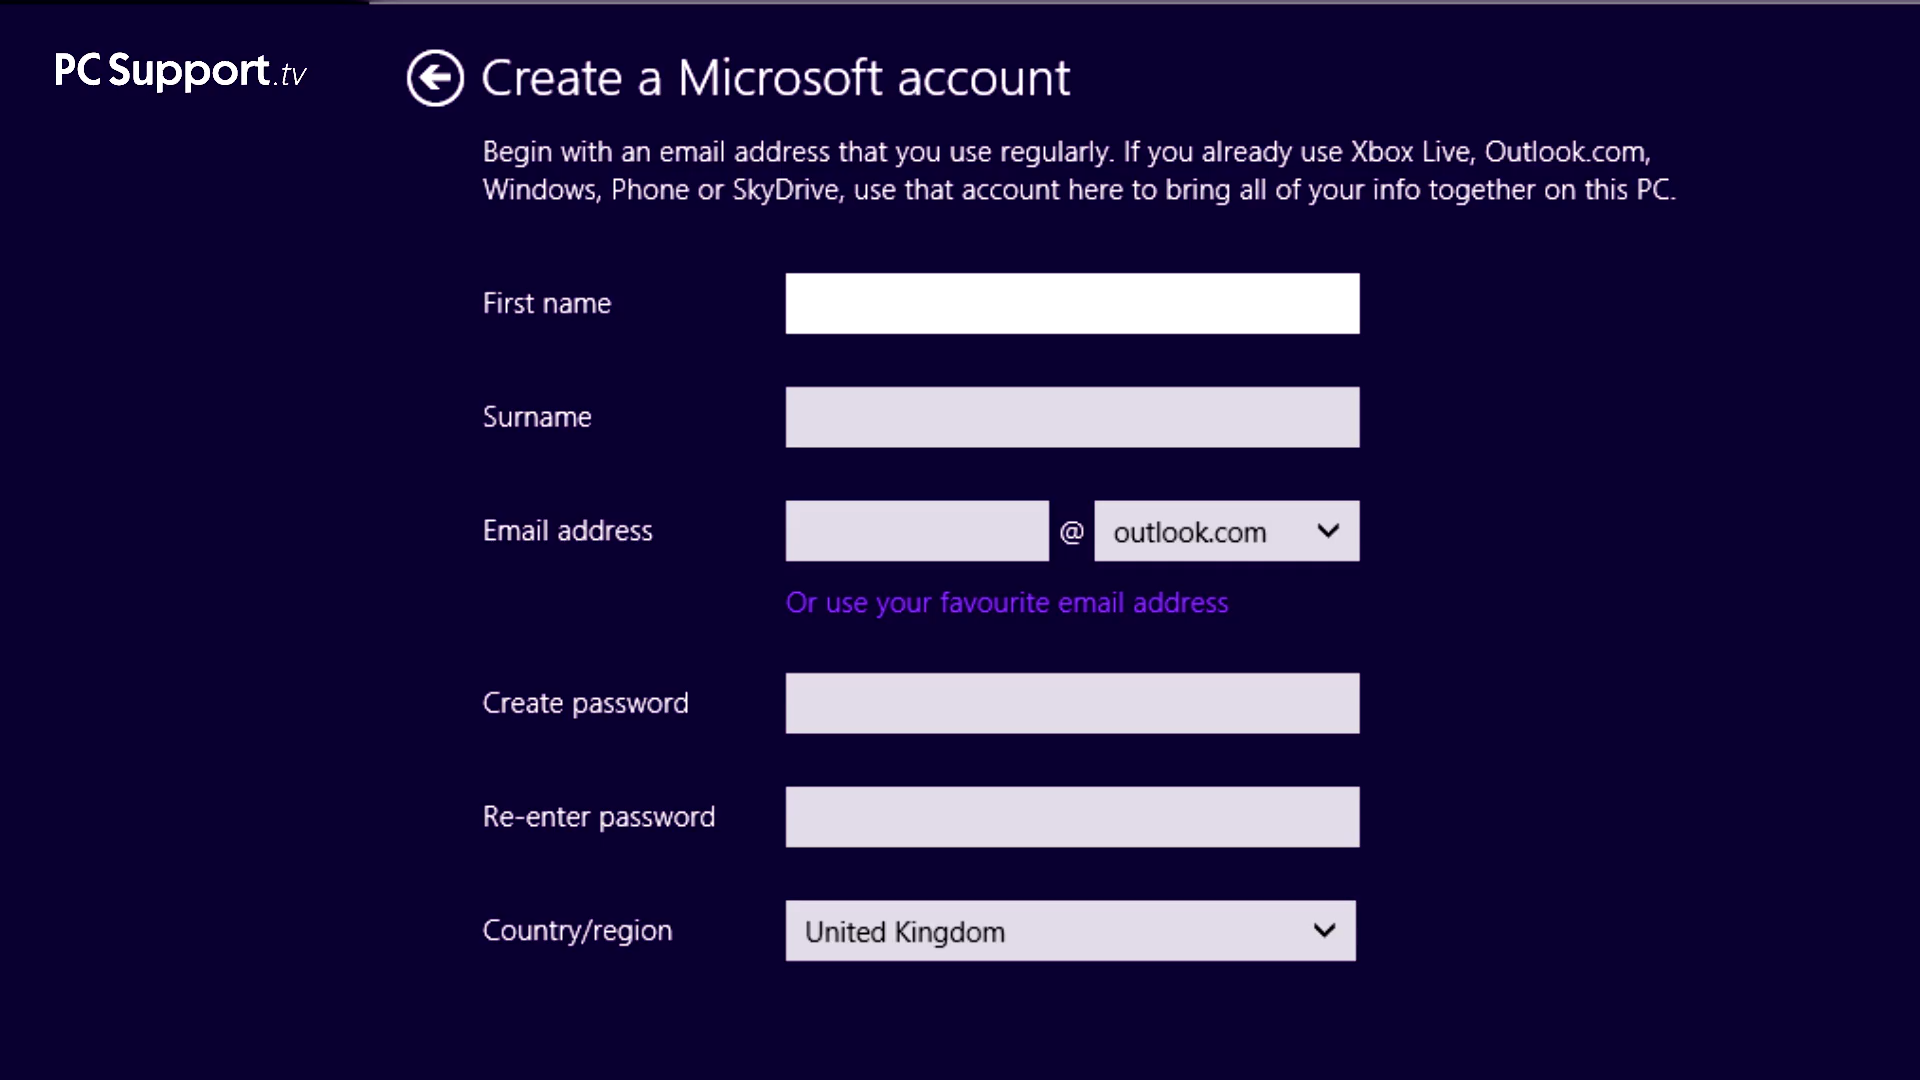 PC Support.tv
Create a Microsoft account
Begin with an email address that you use regularly. If you already use Xbox Live, Outlook.com,
Windows, Phone or SkyDrive, use that account here to bring all of your info together on this PC.
First name
Surname
Email address @ outlook.com
Or use your favourite email address
Create password
Re-enter password
Country/region United Kingdom